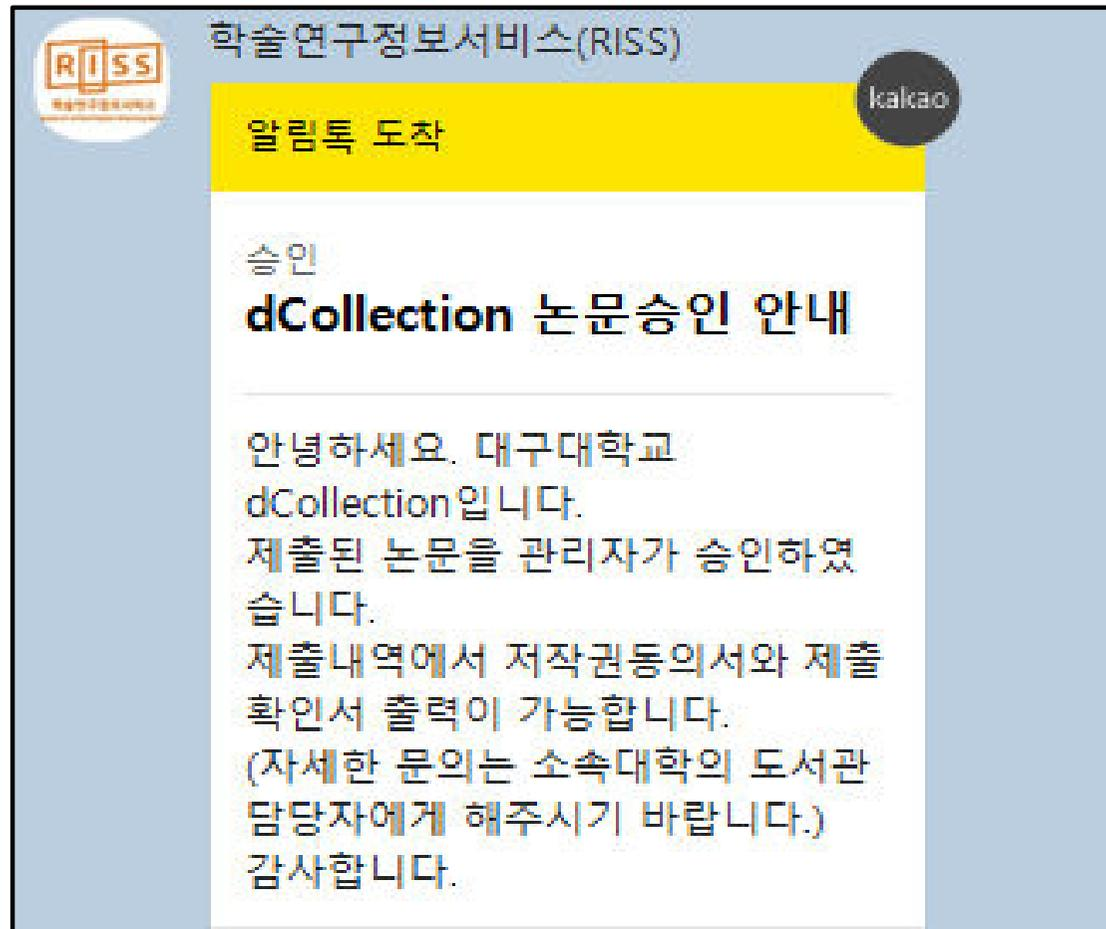 RISS
학술연구정보서비스(RISS)
kakao
알림톡 도착
승인
dCollection 논문승인 안내
안녕하세요. 대구대학교
dCollection입니다.
제출된 논문을 관리자가 승인하였
습니다.
제출내역에서 저작권동의서와 제출
확인서 출력이 가능합니다.
(자세한 문의는 소속대학의 도서관
담당자에게 해주시기 바랍니다.)
감사합니다.